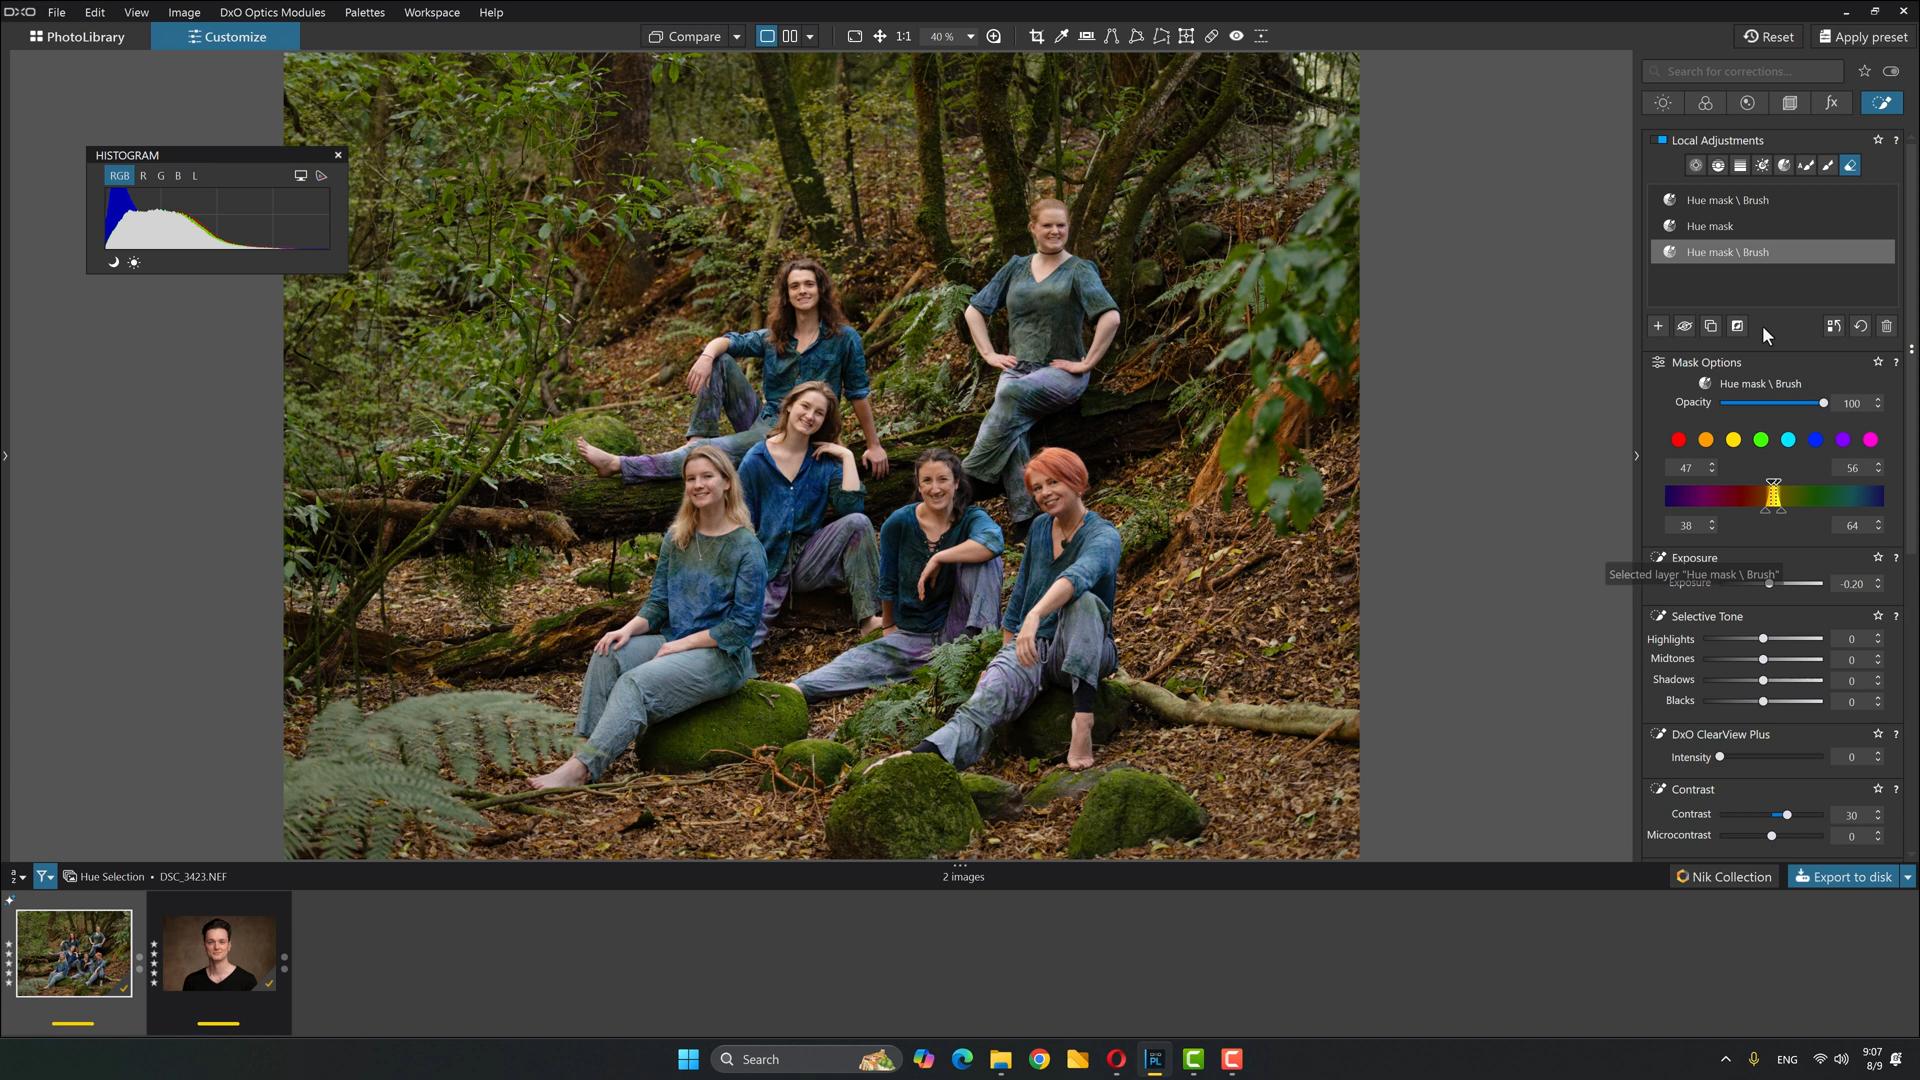 DXO File Edit View Image DxO Optics Modules Palettes Workspace Help
PhotoLibrary Customize Compare 1:1 40 % Reset Apply preset
Search for corrections...
fx
Local Adjustments ?
Hue mask \ Brush
Hue mask
Hue mask \ Brush
HISTOGRAM
RGB R G B L
Mask Options ?
Hue mask \ Brush
Opacity 100
47 56
38 64
Exposure ?
Selected layer "Hue mask \ Brush"
Exposure -0.20
Selective Tone ?
Highlights 0
Midtones 0
Shadows 0
Blacks 0
DxO ClearView Plus ?
Intensity 0
Contrast ?
Contrast 30
Microcontrast 0
Hue Selection • DSC_3423.NEF 2 images Nik Collection Export to disk
Search PL ENG 9:07
8/9